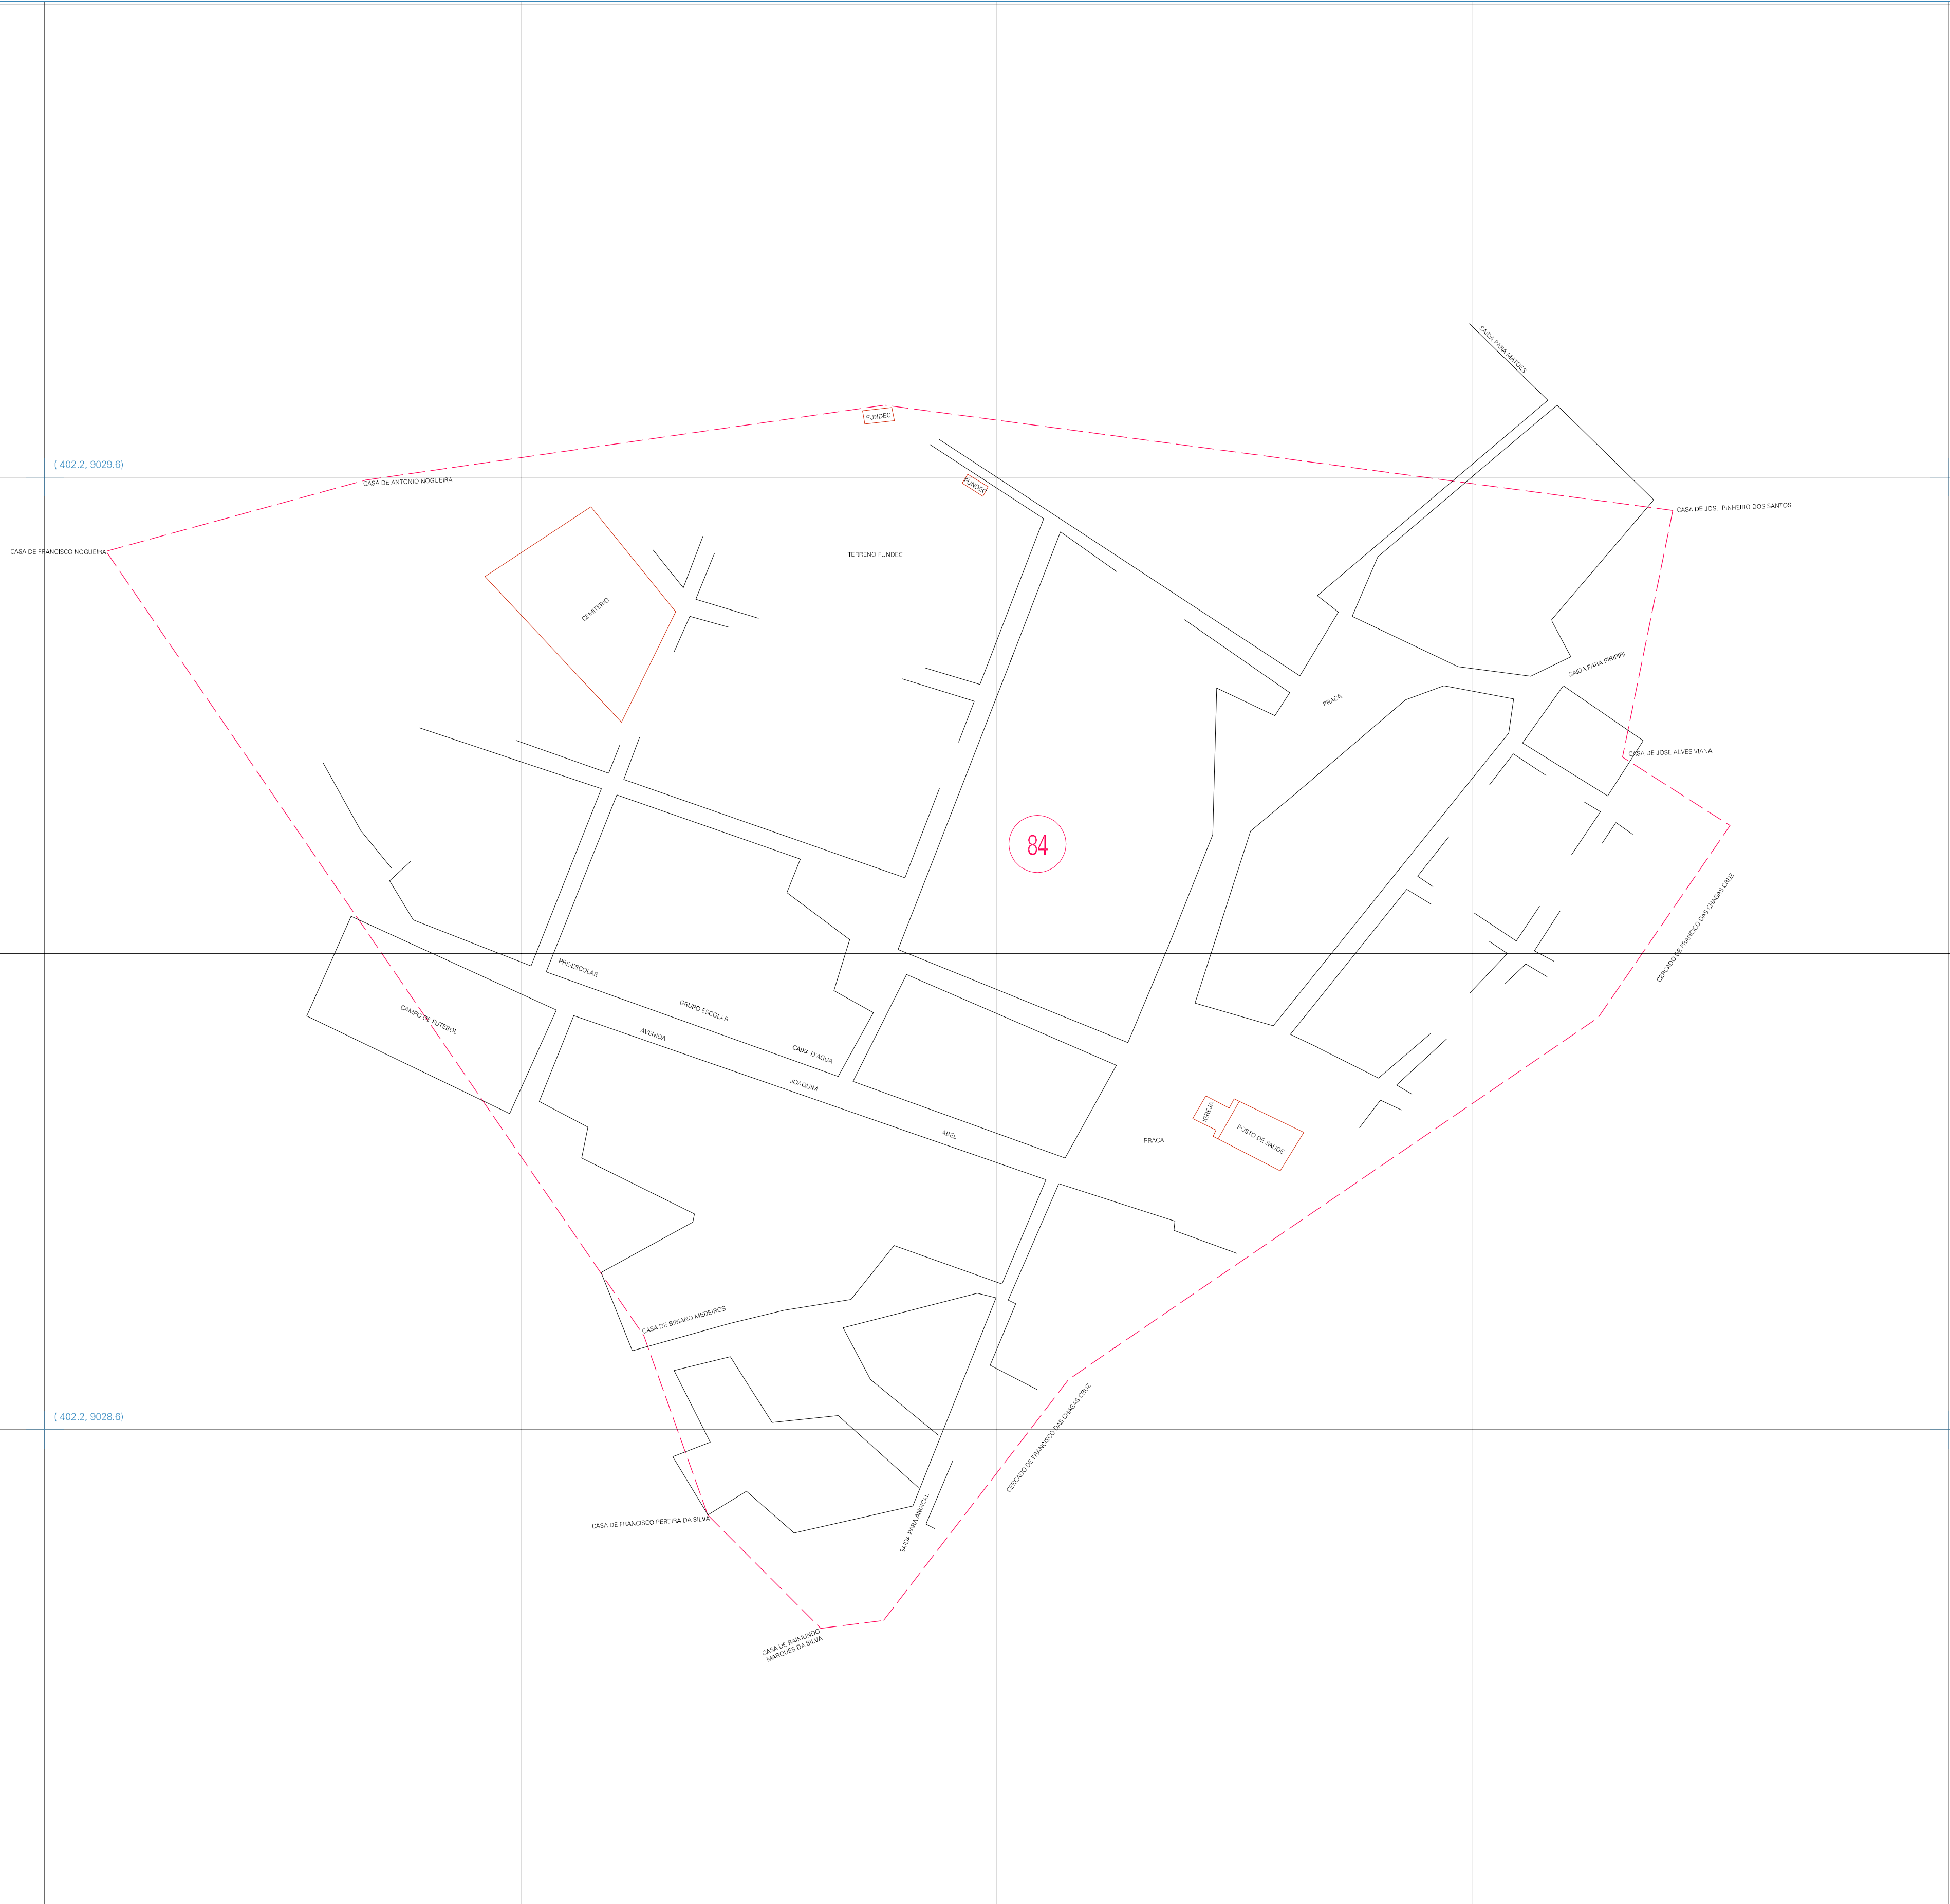 SAIDA PARA MATOES
FUNDEC
( 402.2, 9029.6)
CASA DE ANTONIO NOGUEIRA
FUNDEC
CASA DE JOSE PINHEIRO DOS SANTOS
CASA DE FRANCISCO NOGUEIRA
TERRENO FUNDEC
CEMITERIO
SAIDA PARA PIRIPIRI
PRACA
CASA DE JOSE ALVES VIANA
84
CERCADO DE FRANCICO DAS CHAGAS CRUZ
PRE-ESCOLAR
GRUPO ESCOLAR
CAMPO DE FUTEBOL
AVENIDA
CAIXA D'AGUA
JOAQUIM
IGREJA
ABEL
PRACA
POSTO DE SAUDE
CASA DE BIBIANO MEDEIROS
( 402.2, 9028.6)
CERCADO DE FRANCISCO DAS CHAGAS CRUZ
CASA DE FRANCISCO PEREIRA DA SILVA
SAIDA PARA ANGICAL
CASA DE RAIMUNDO
MARQUES DA SILVA